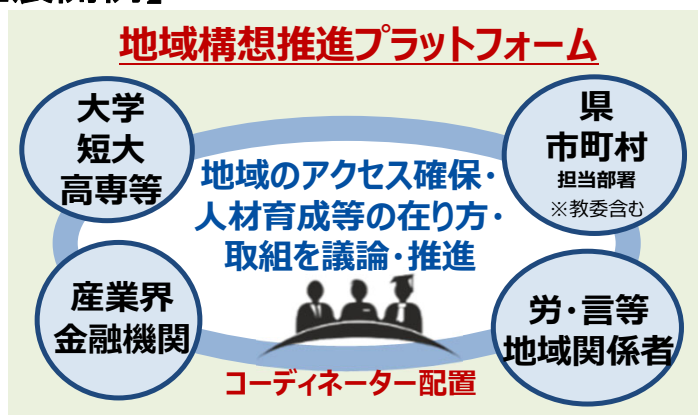 地域構想推進プラットフォーム
大学
短大
高専等
県
市町村
担当部署
※教委含む
地域のアクセス確保・
人材育成等の在り方・
取組を議論・推進
産業界
金融機関
労・言等
地域関係者
コーディネーター配置